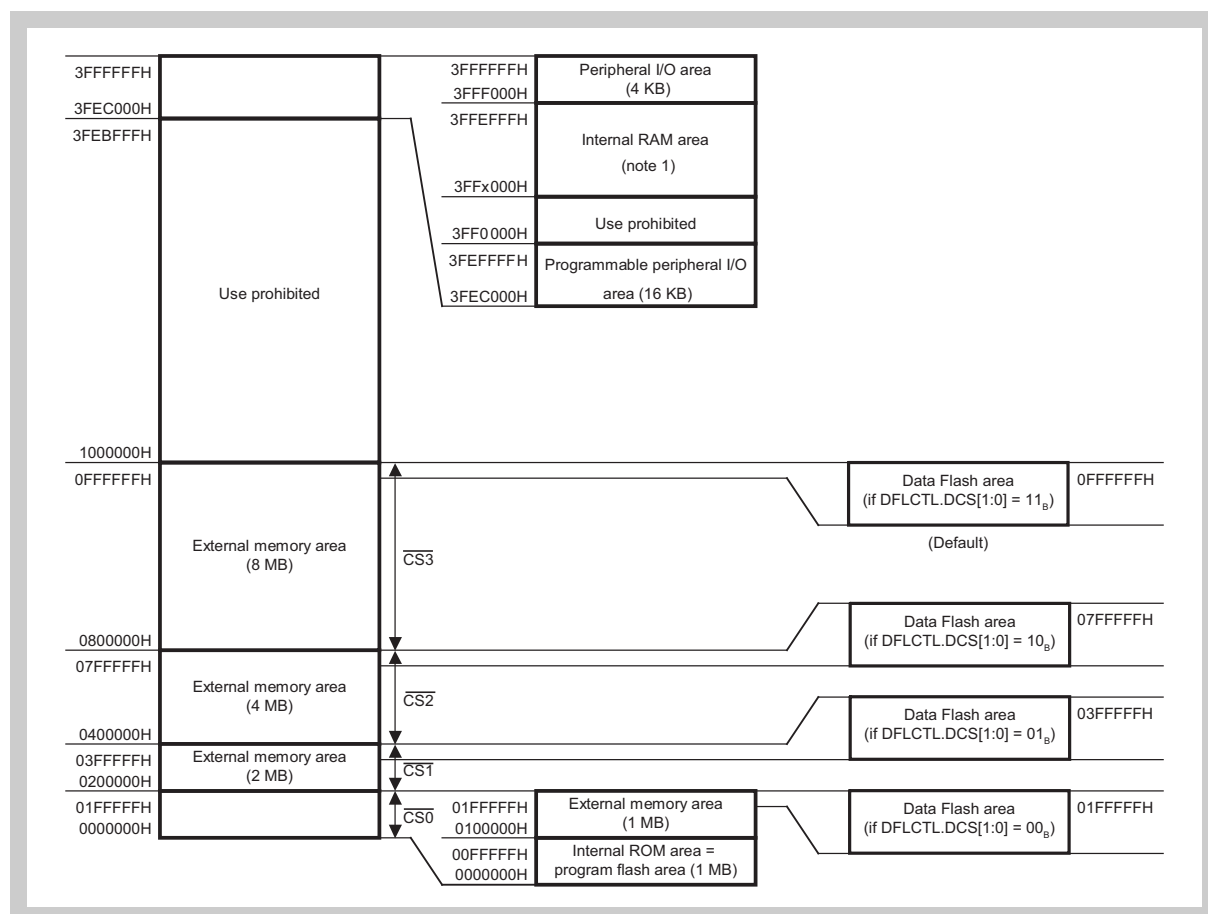 3FFFFFFH
3FEC000H
3FEBFFFH
Use prohibited
1000000H
0FFFFFFH
External memory area
(8 MB)
CS3
0800000H
07FFFFFH
External memory area
(4 MB)
CS2
0400000H
03FFFFFH
External memory area
(2 MB)
CS1
0200000H
01FFFFFH
CS0
0000000H
3FFFFFFH
Peripheral I/O area
(4 KB)
3FFF000H
3FFEFFFH
Internal RAM area
(note 1)
3FFx000H
Use prohibited
3FF0000H
3FEFFFFH
Programmable peripheral I/O
area (16 KB)
3FEC000H
01FFFFFH
External memory area
(1 MB)
0100000H
00FFFFFH
Internal ROM area =
program flash area (1 MB)
0000000H
Data Flash area
(if DFLCTL.DCS[1:0] = 11B)
0FFFFFFH
(Default)
Data Flash area
(if DFLCTL.DCS[1:0] = 10B)
07FFFFFH
Data Flash area
(if DFLCTL.DCS[1:0] = 01B)
03FFFFFH
Data Flash area
(if DFLCTL.DCS[1:0] = 00B)
01FFFFFH